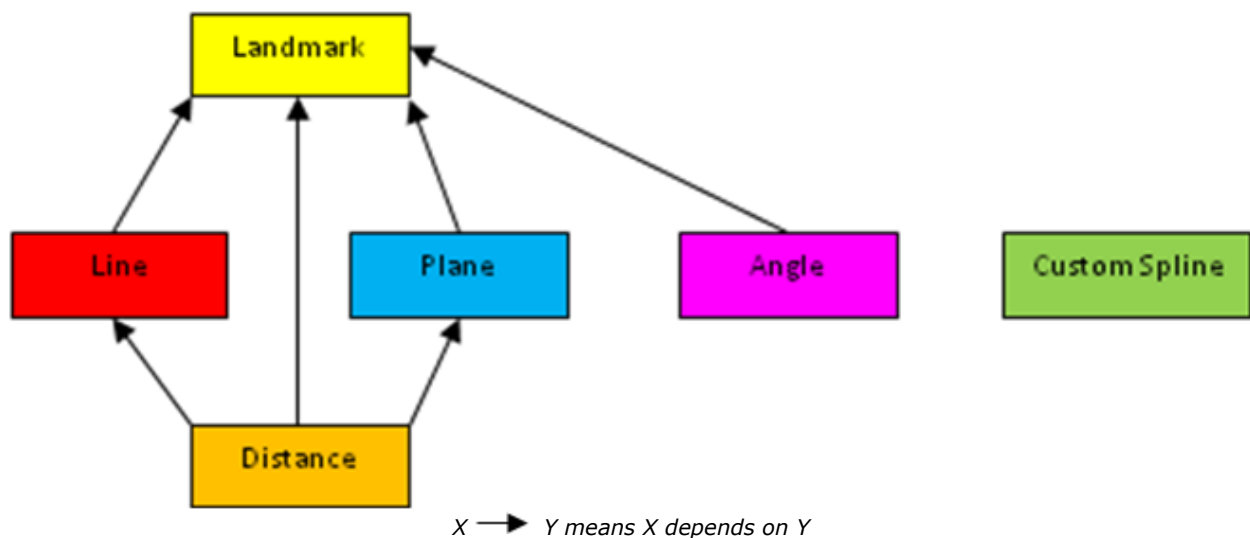 Landmark
Line
Plane
Angle
Custom Spline
Distance
X Y means X depends on Y